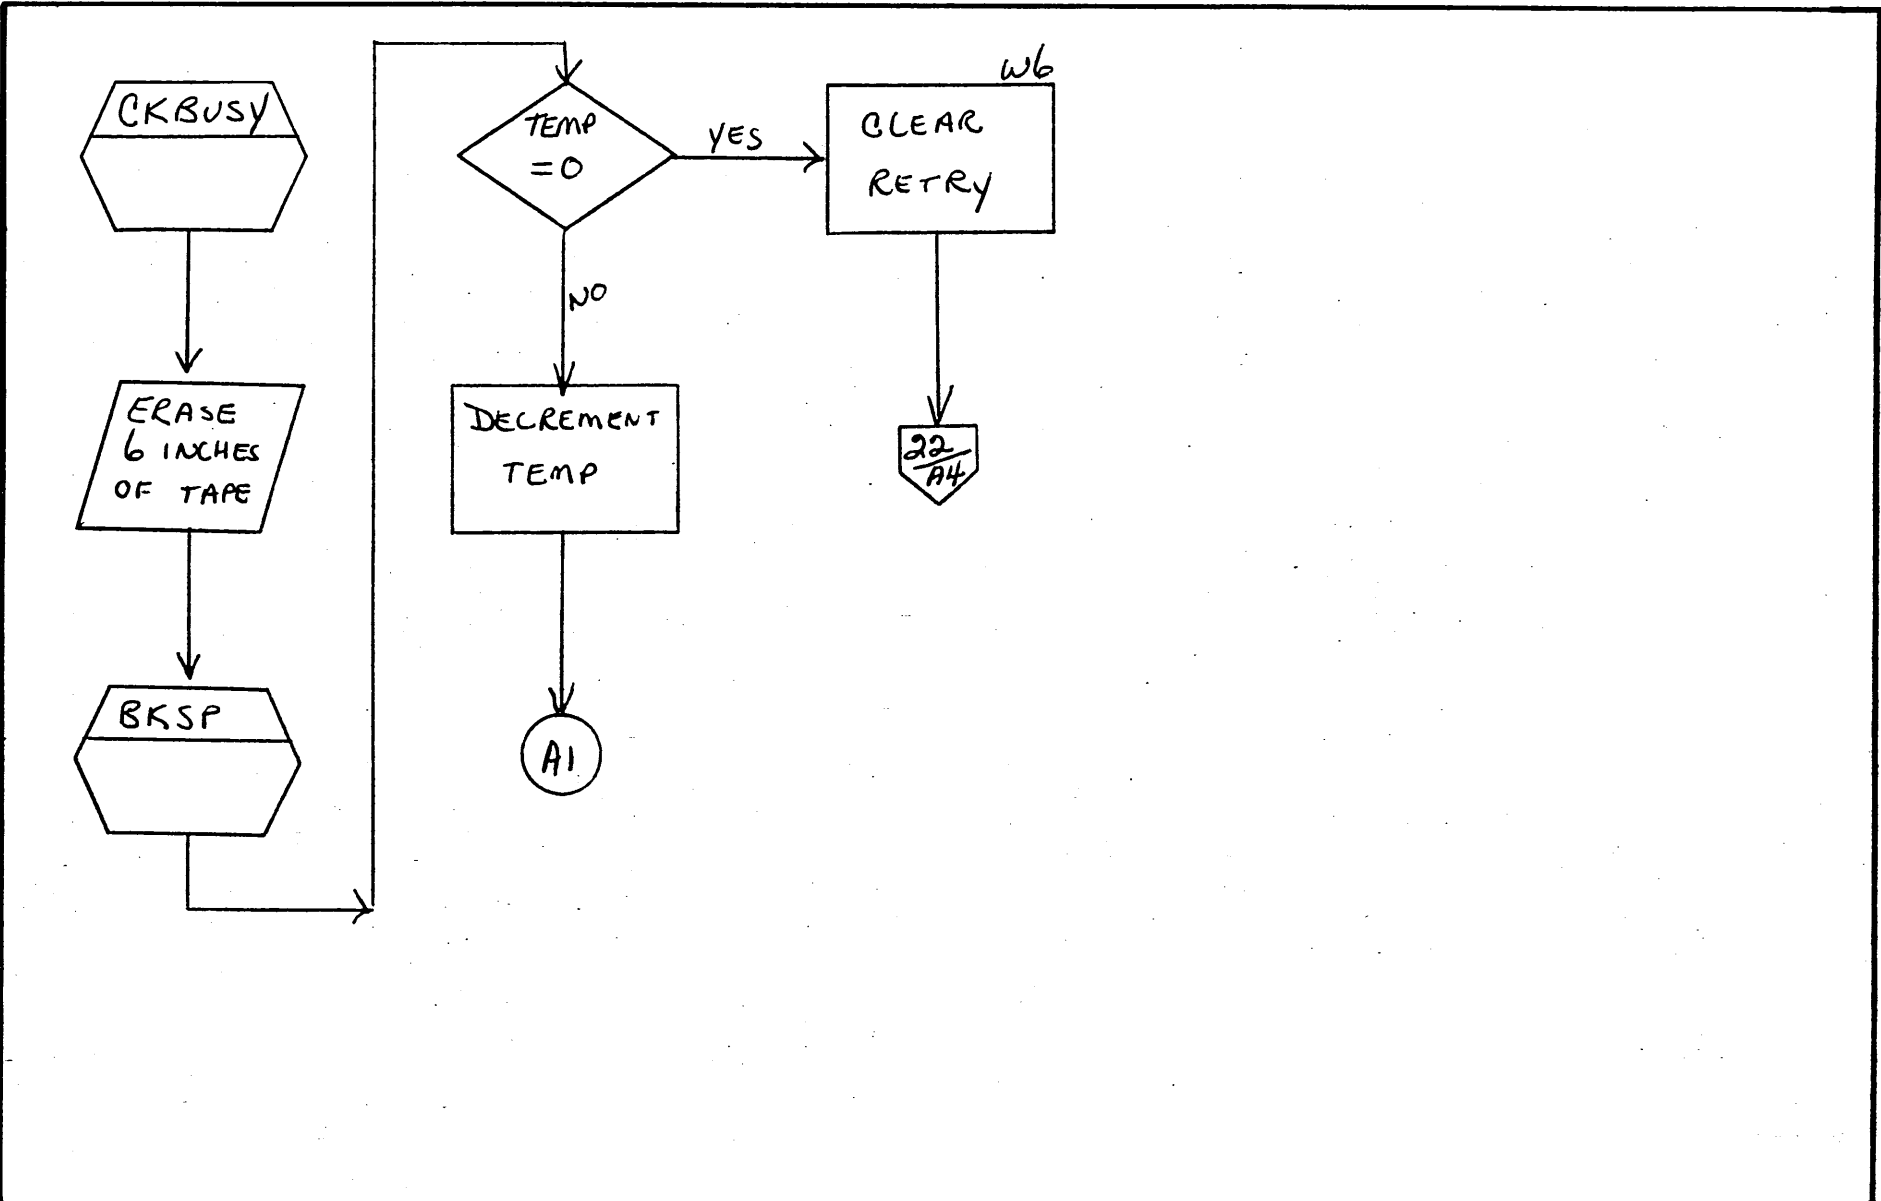 CKBUSY
ERASE
6 INCHES
OF TAPE
BKSP
TEMP
=0
YES
NO
DECREMENT
TEMP
A1
W6
CLEAR
RETRY
22
A4